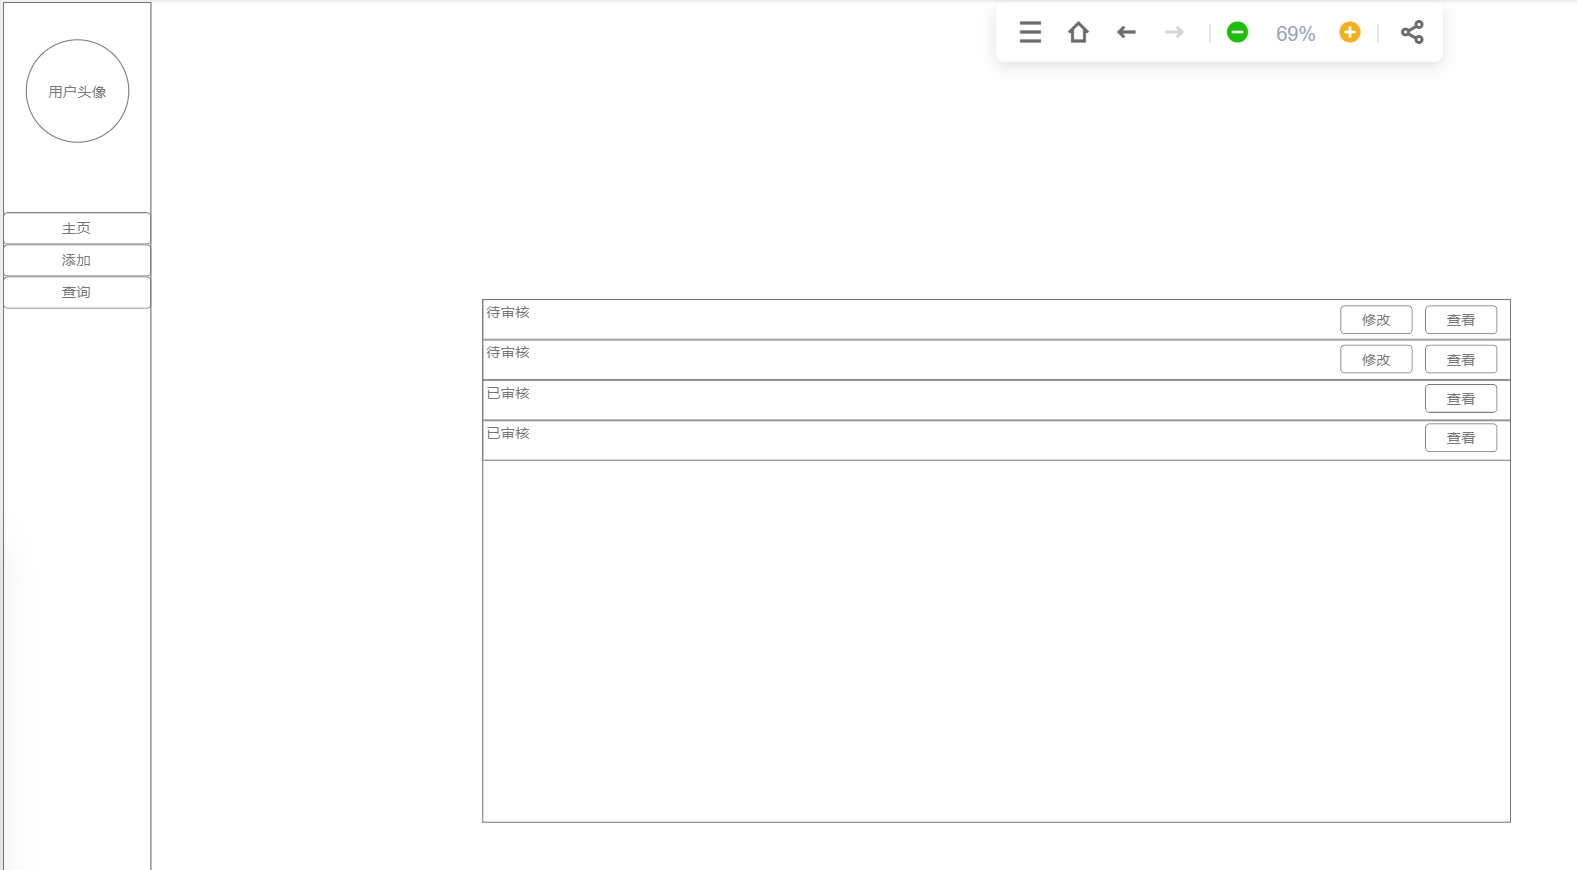 69%
用户头像
主页
添加
查询
待审核 修改 查看
待审核 修改 查看
已审核 查看
已审核 查看